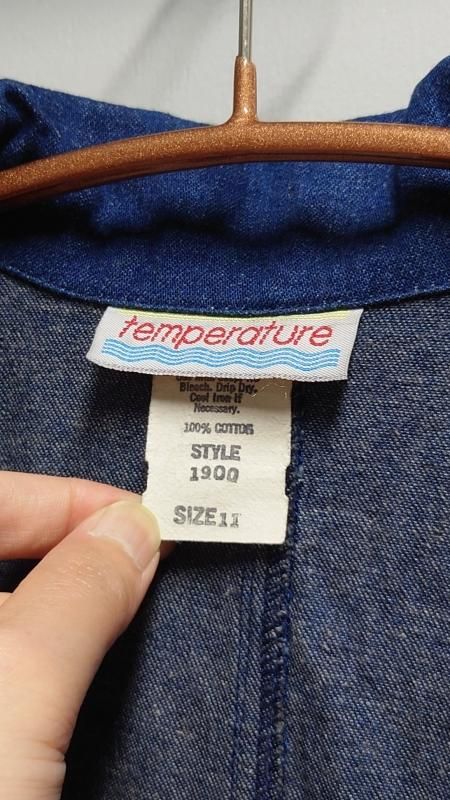 temperature
Bleach. Drip Dry.
Cool Iron If
Necessary.
100% COTTON
STYLE
1900
SIZE 11